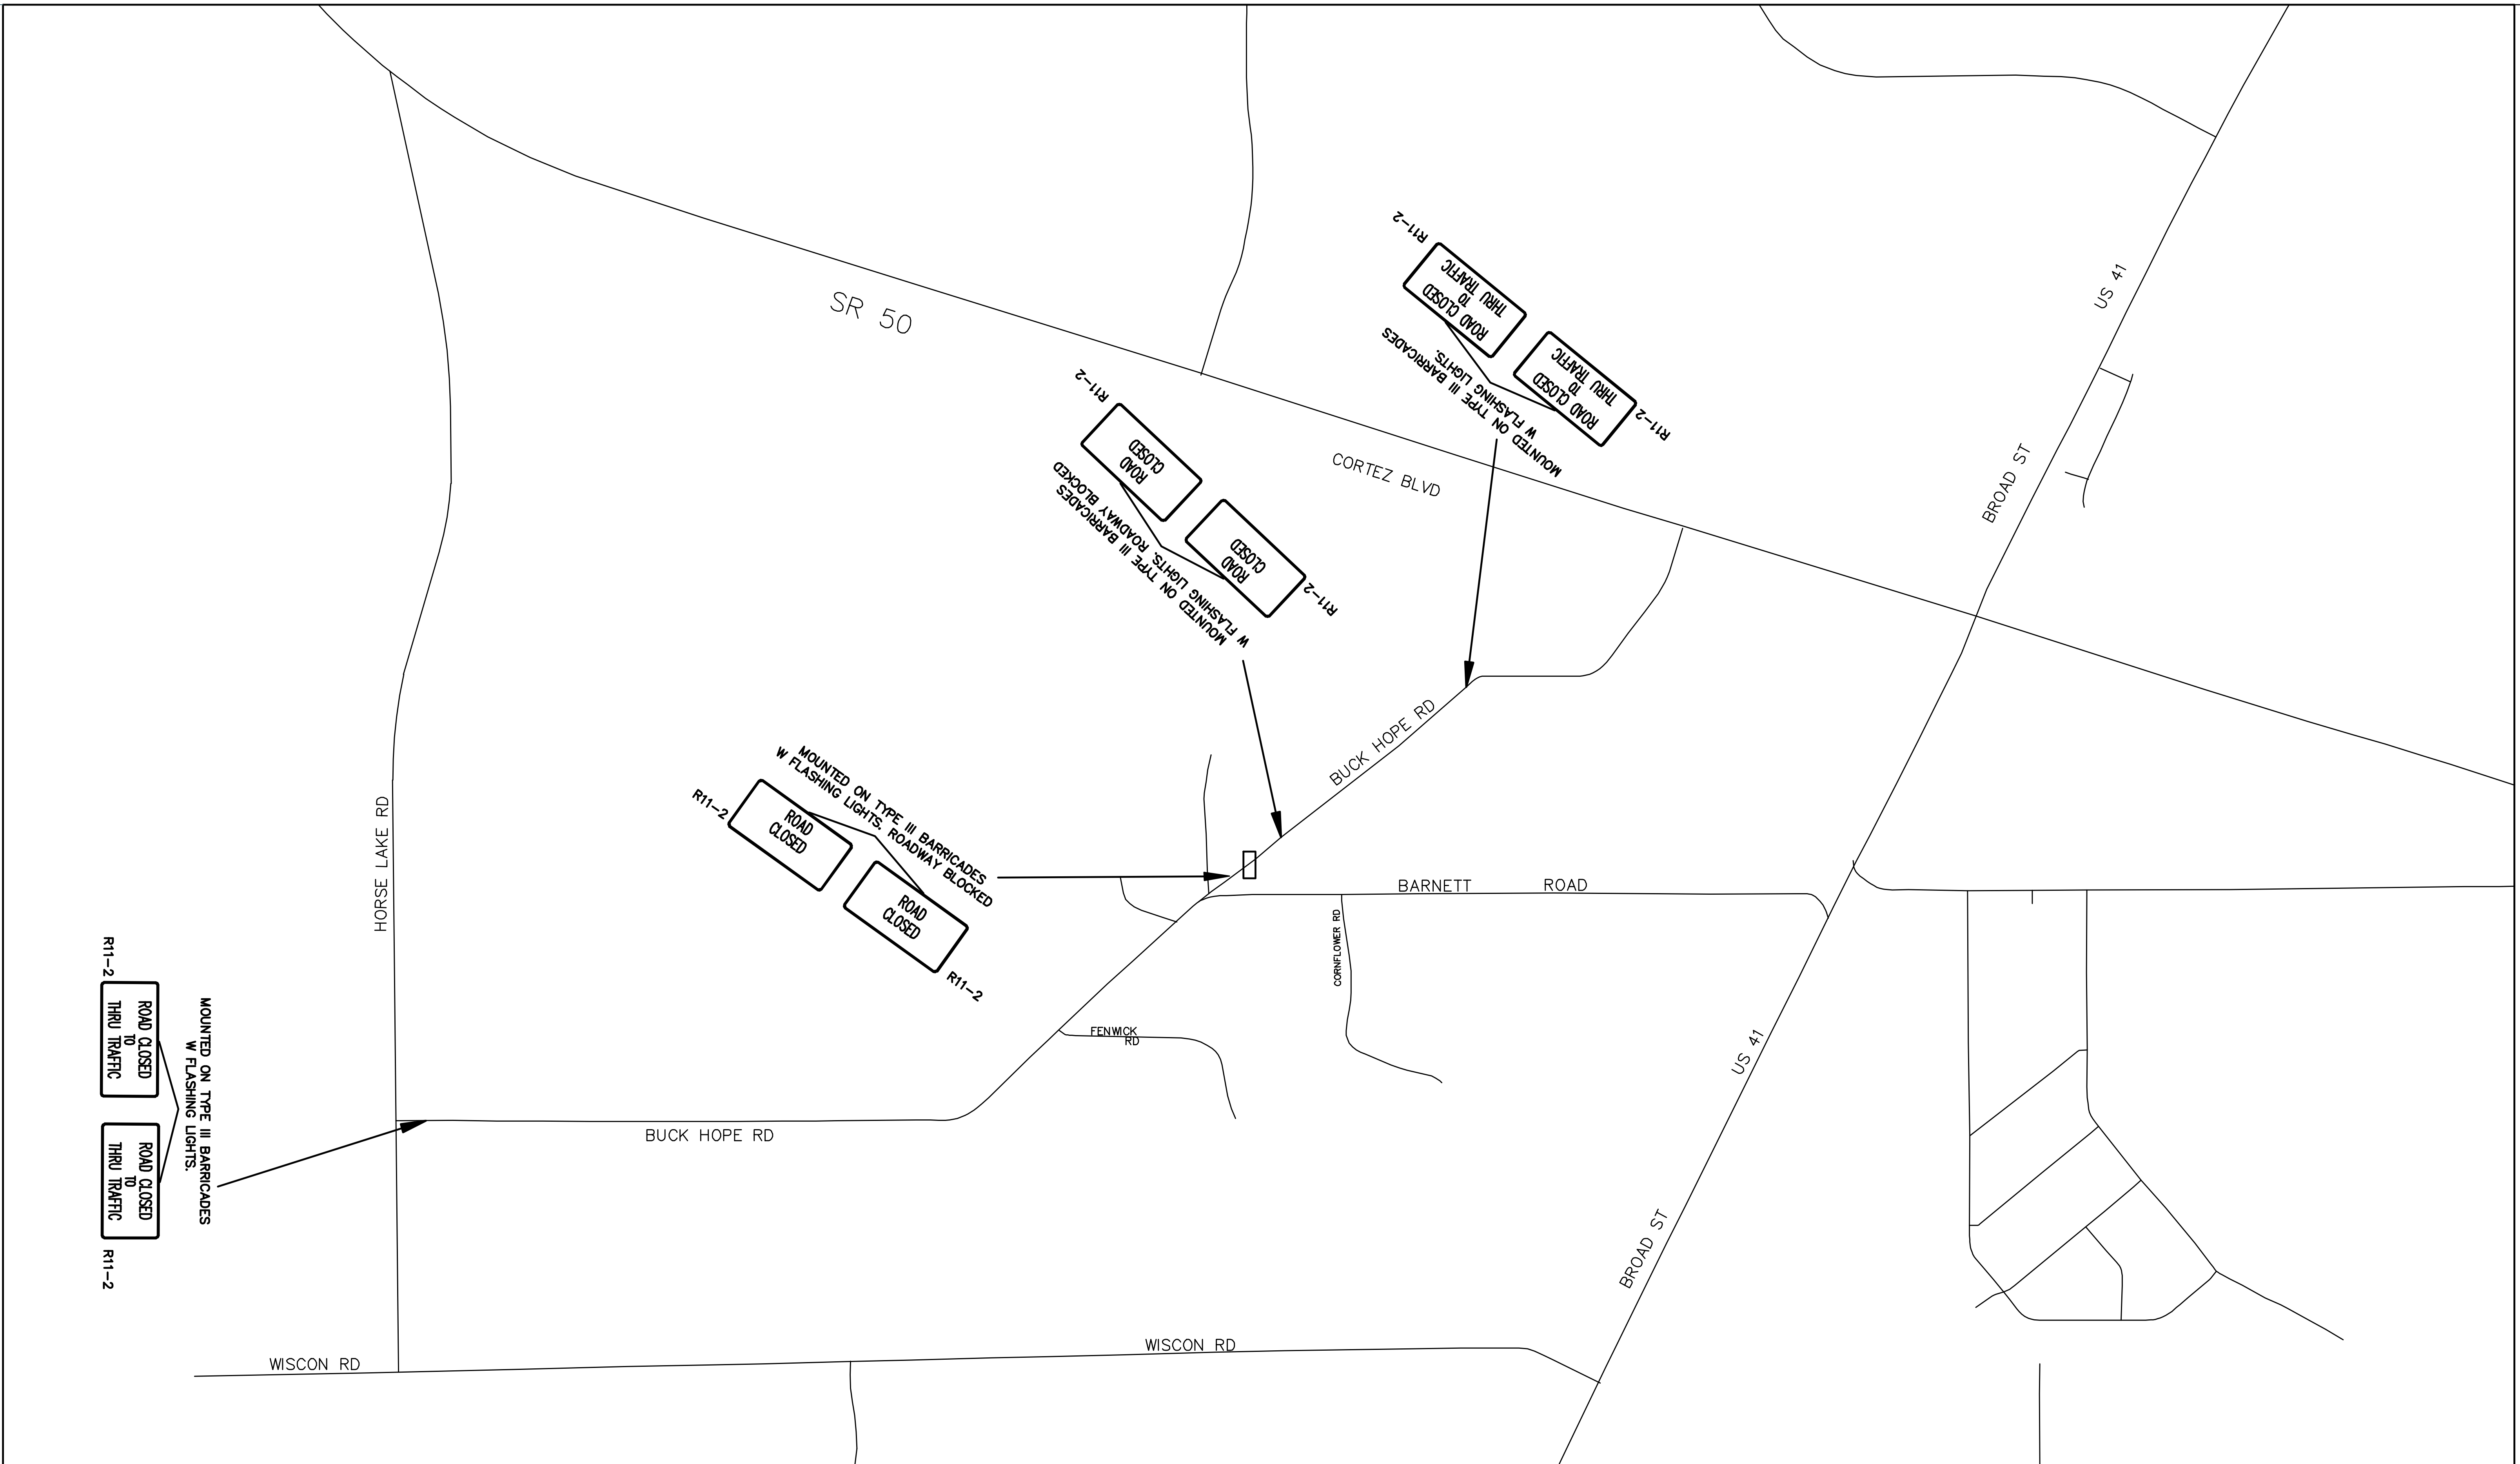 SR 50
CORTEZ BLVD
US 41
BROAD ST
R11-2
ROAD CLOSED
TO
THRU TRAFFIC
ROAD CLOSED
TO
THRU TRAFFIC
R11-2
MOUNTED ON TYPE III BARRICADES
W FLASHING LIGHTS.
R11-2
ROAD
CLOSED
ROAD
CLOSED
R11-2
MOUNTED ON TYPE III BARRICADES
W FLASHING LIGHTS. ROADWAY BLOCKED
BUCK HOPE RD
MOUNTED ON TYPE III BARRICADES
W FLASHING LIGHTS. ROADWAY BLOCKED
R11-2
ROAD
CLOSED
ROAD
CLOSED
R11-2
HORSE LAKE RD
BARNETT ROAD
CORNFLOWER RD
FENWICK
RD
MOUNTED ON TYPE III BARRICADES
W FLASHING LIGHTS.
R11-2
ROAD CLOSED
TO
THRU TRAFFIC
ROAD CLOSED
TO
THRU TRAFFIC
R11-2
BUCK HOPE RD
US 41
BROAD ST
WISCON RD
WISCON RD